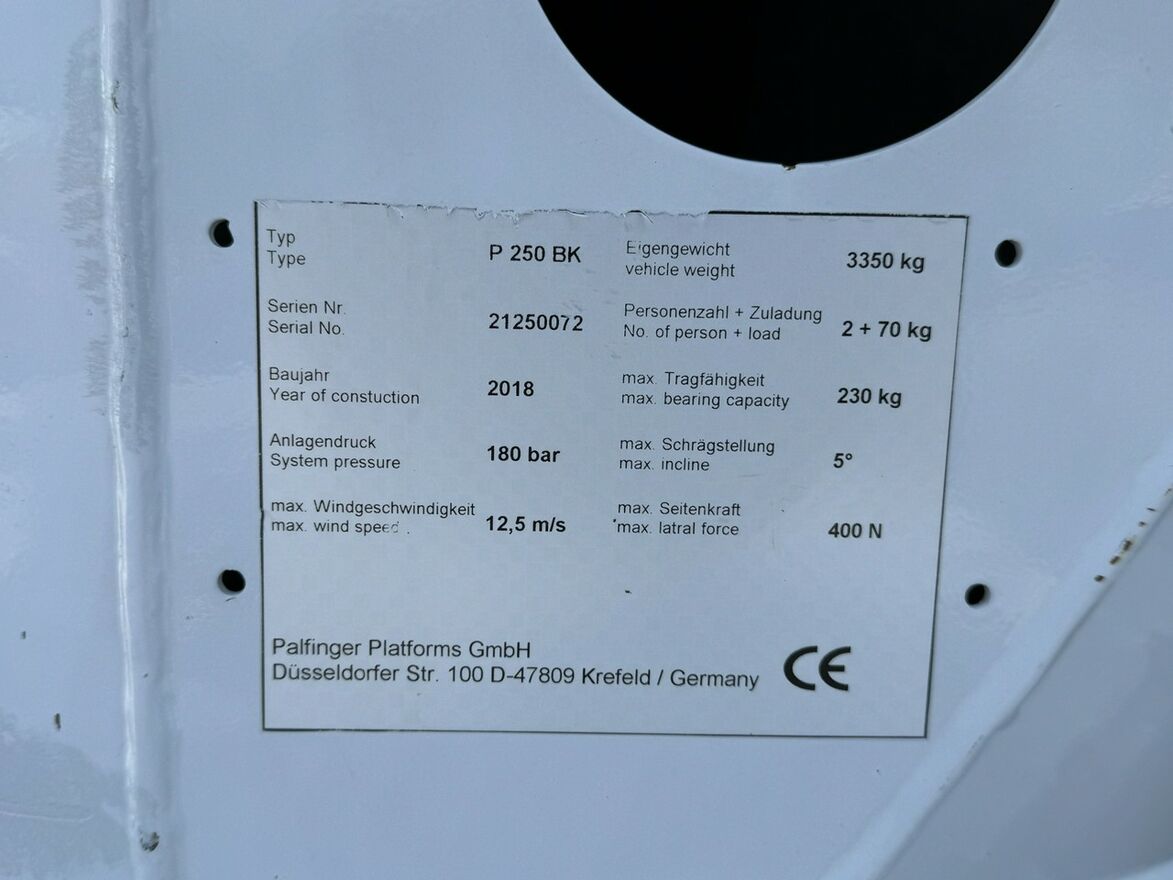 Typ
Type
P 250 BK
Eigengewicht
vehicle weight
3350 kg
Serien Nr.
Serial No.
21250072
Personenzahl + Zuladung
No. of person + load
2 + 70 kg
Baujahr
Year of constuction
2018
max. Tragfähigkeit
max. bearing capacity
230 kg
Anlagendruck
System pressure
180 bar
max. Schrägstellung
max. incline
5°
max. Windgeschwindigkeit
max. wind speed
12,5 m/s
max. Seitenkraft
max. latral force
400 N
Palfinger Platforms GmbH
Düsseldorfer Str. 100 D-47809 Krefeld / Germany
CE